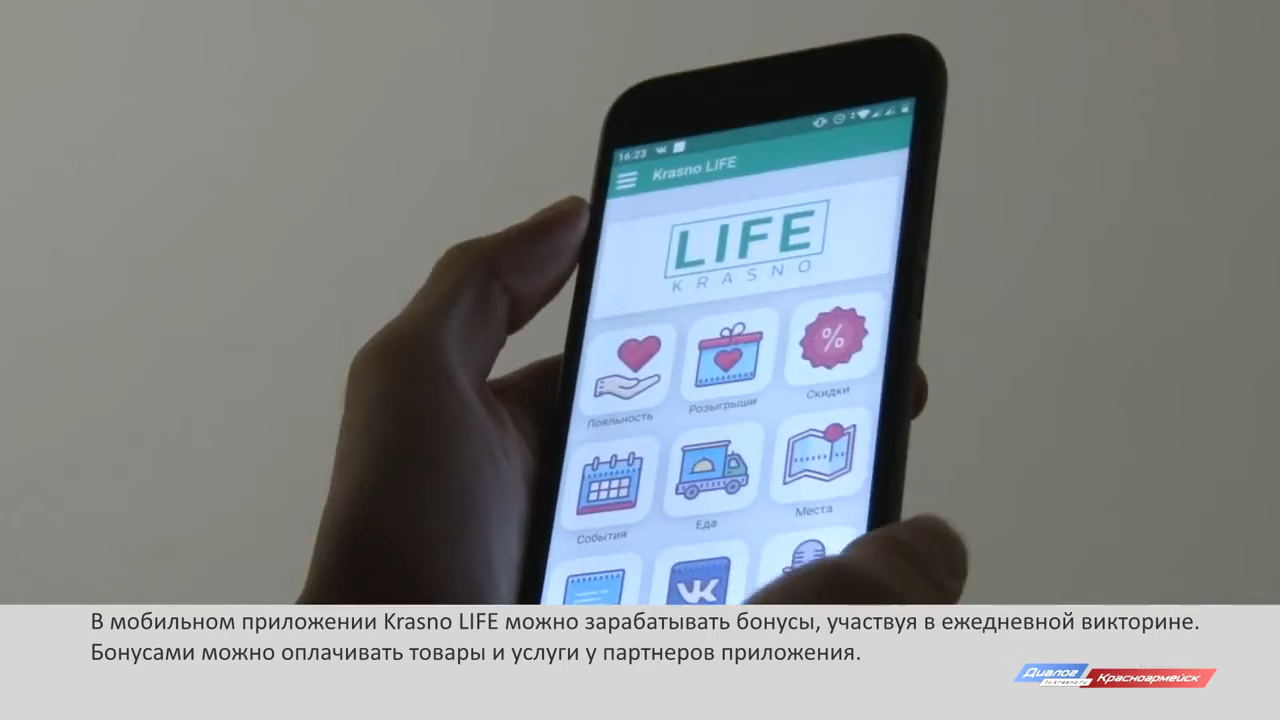 16:23
Krasno LIFE
LIFE
KRASNO
%
Лояльность
Розыгрыши
Скидки
События
Еда
Места
В мобильном приложении Krasno LIFE можно зарабатывать бонусы, участвуя в ежедневной викторине.
Бонусами можно оплачивать товары и услуги у партнеров приложения.
Диалог
Красноармейск